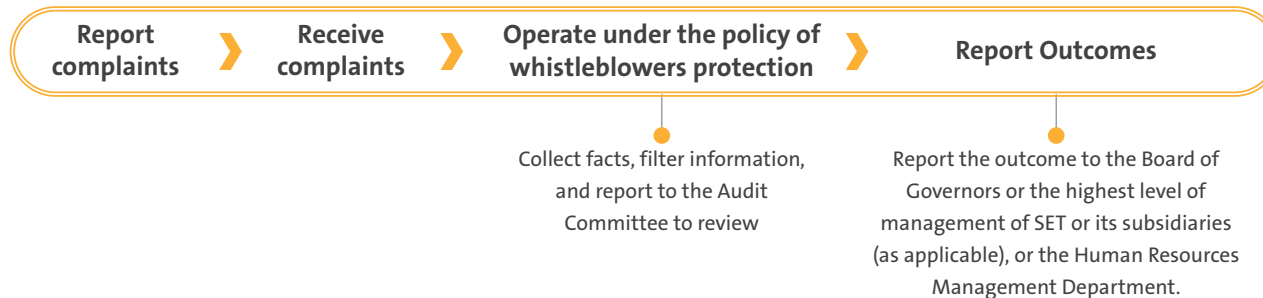 Report
complaints
Receive
complaints
Operate under the policy of
whistleblowers protection
Report Outcomes
Collect facts, filter information,
and report to the Audit
Committee to review
Report the outcome to the Board of
Governors or the highest level of
management of SET or its subsidiaries
(as applicable), or the Human Resources
Management Department.